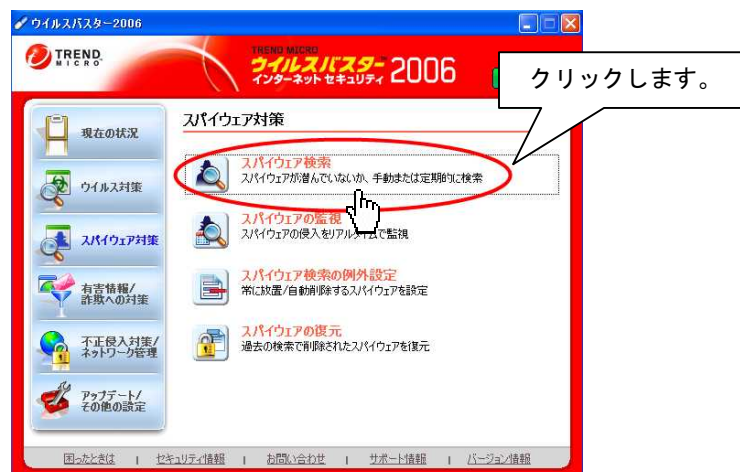 ウイルスバスター2006
TREND
MICRO
TREND MICRO
ウイルスバスター
インターネット セキュリティ 2006
クリックします。
現在の状況
ウイルス対策
スパイウェア対策
有害情報/
詐欺への対策
不正侵入対策/
ネットワーク管理
アップデート/
その他の設定
スパイウェア対策
スパイウェア検索
スパイウェアが潜んでいないか、手動または定期的に検索
スパイウェアの監視
スパイウェアの侵入をリアルタイムで監視
スパイウェア検索の例外設定
常に放置/自動削除するスパイウェアを設定
スパイウェアの復元
過去の検索で削除されたスパイウェアを復元
困ったときは | セキュリティ情報 | お問い合わせ | サポート情報 | バージョン情報